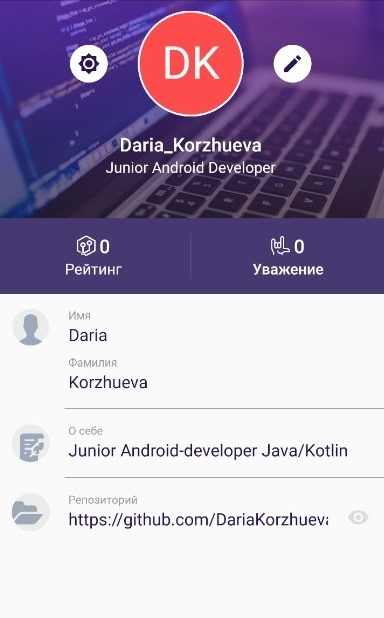 DK
Daria_Korzhueva
Junior Android Developer
0
0
Рейтинг
Уважение
Имя
Daria
Фамилия
Korzhueva
О себе
Junior Android-developer Java/Kotlin
Репозиторий
https://github.com/DariaKorzhueva